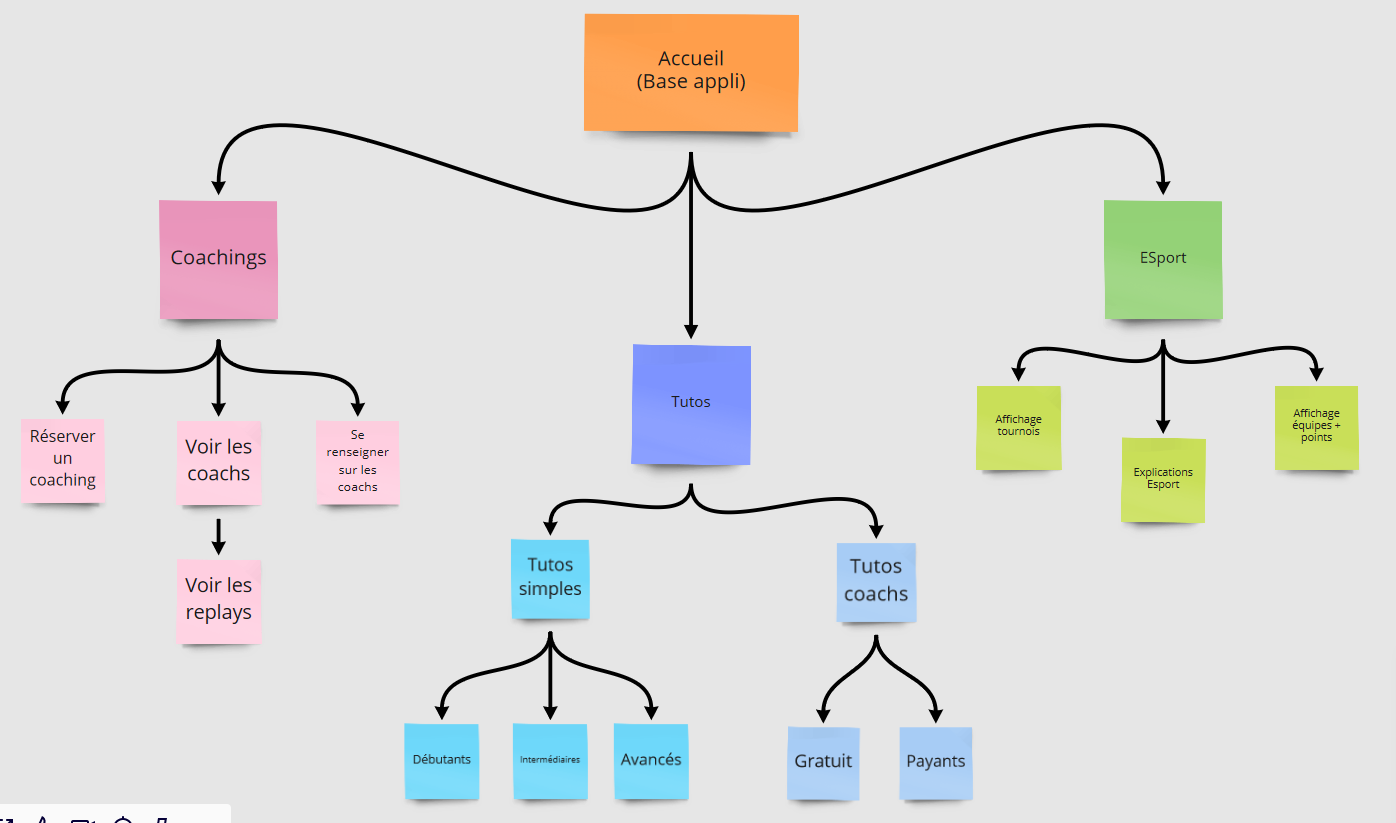 Accueil
(Base appli)
Coachings
ESport
Tutos
Réserver
un
coaching
Voir les
coachs
Se
renseigner
sur les
coachs
Affichage
tournois
Explications
Esport
Affichage
équipes +
points
Voir les
replays
Tutos
simples
Tutos
coachs
Débutants
Intermédiaires
Avancés
Gratuit
Payants